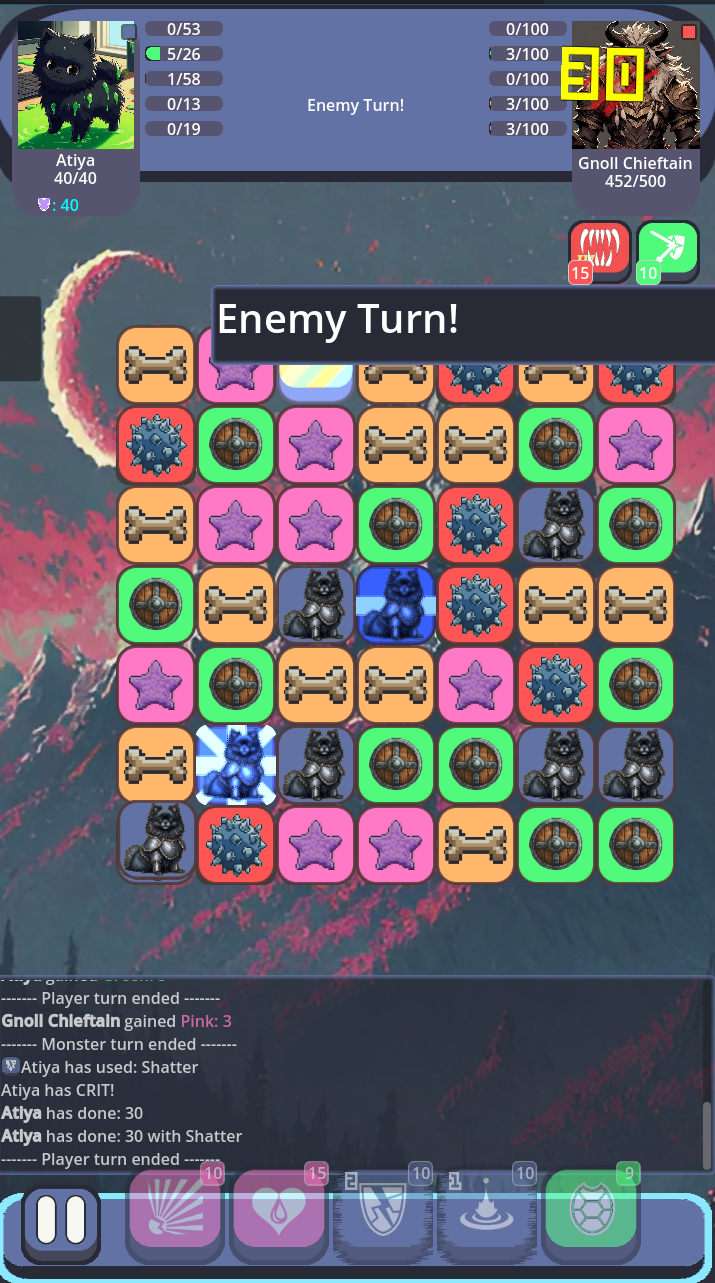 0/53
5/26
1/58
0/13
0/19
Enemy Turn!
0/100
3/100
0/100
3/100
3/100
30
Atiya
40/40
: 40
Gnoll Chieftain
452/500
15
10
Enemy Turn!
------- Player turn ended -------
Gnoll Chieftain gained Pink: 3
------- Monster turn ended -------
Atiya has used: Shatter
Atiya has CRIT!
Atiya has done: 30
Atiya has done: 30 with Shatter
------- Player turn ended -------
10
15
2
10
1
10
9